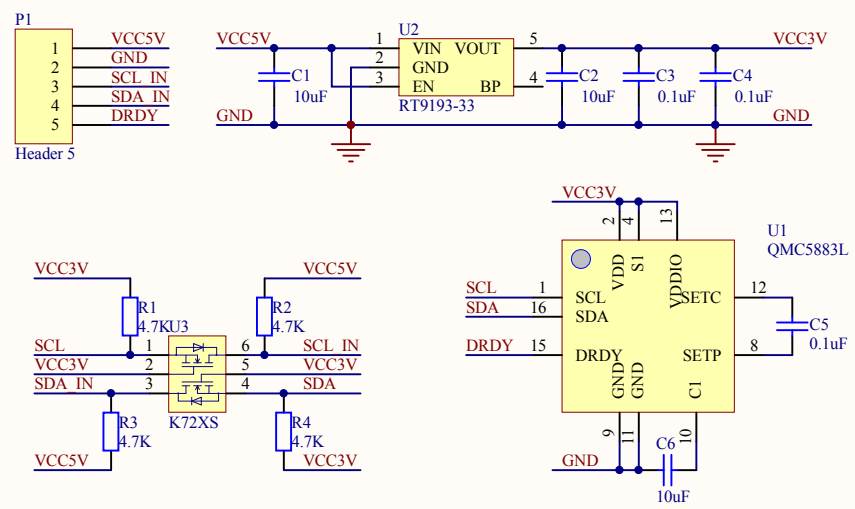 P1
1 VCC5V
2 GND
3 SCL_IN
4 SDA_IN
5 DRDY
Header 5
VCC5V
GND
C1
10uF
U2
1 VIN VOUT 5
2 GND
3 EN BP 4
RT9193-33
C2
10uF
C3
0.1uF
C4
0.1uF
VCC3V
GND
VCC3V
VCC5V
R1
4.7K
R2
4.7K
U3
SCL 1 6 SCL_IN
VCC3V 2 5 VCC3V
SDA_IN 3 4 SDA
K72XS
R3
4.7K
R4
4.7K
VCC5V
VCC3V
VCC3V
2 4 13
U1
QMC5883L
VDD S1 VDDIO
SCL 1 SCL SETC 12
SDA 16 SDA
DRDY 15 DRDY SETP 8
C5
0.1uF
GND GND C1
9 11 10
GND
C6
10uF